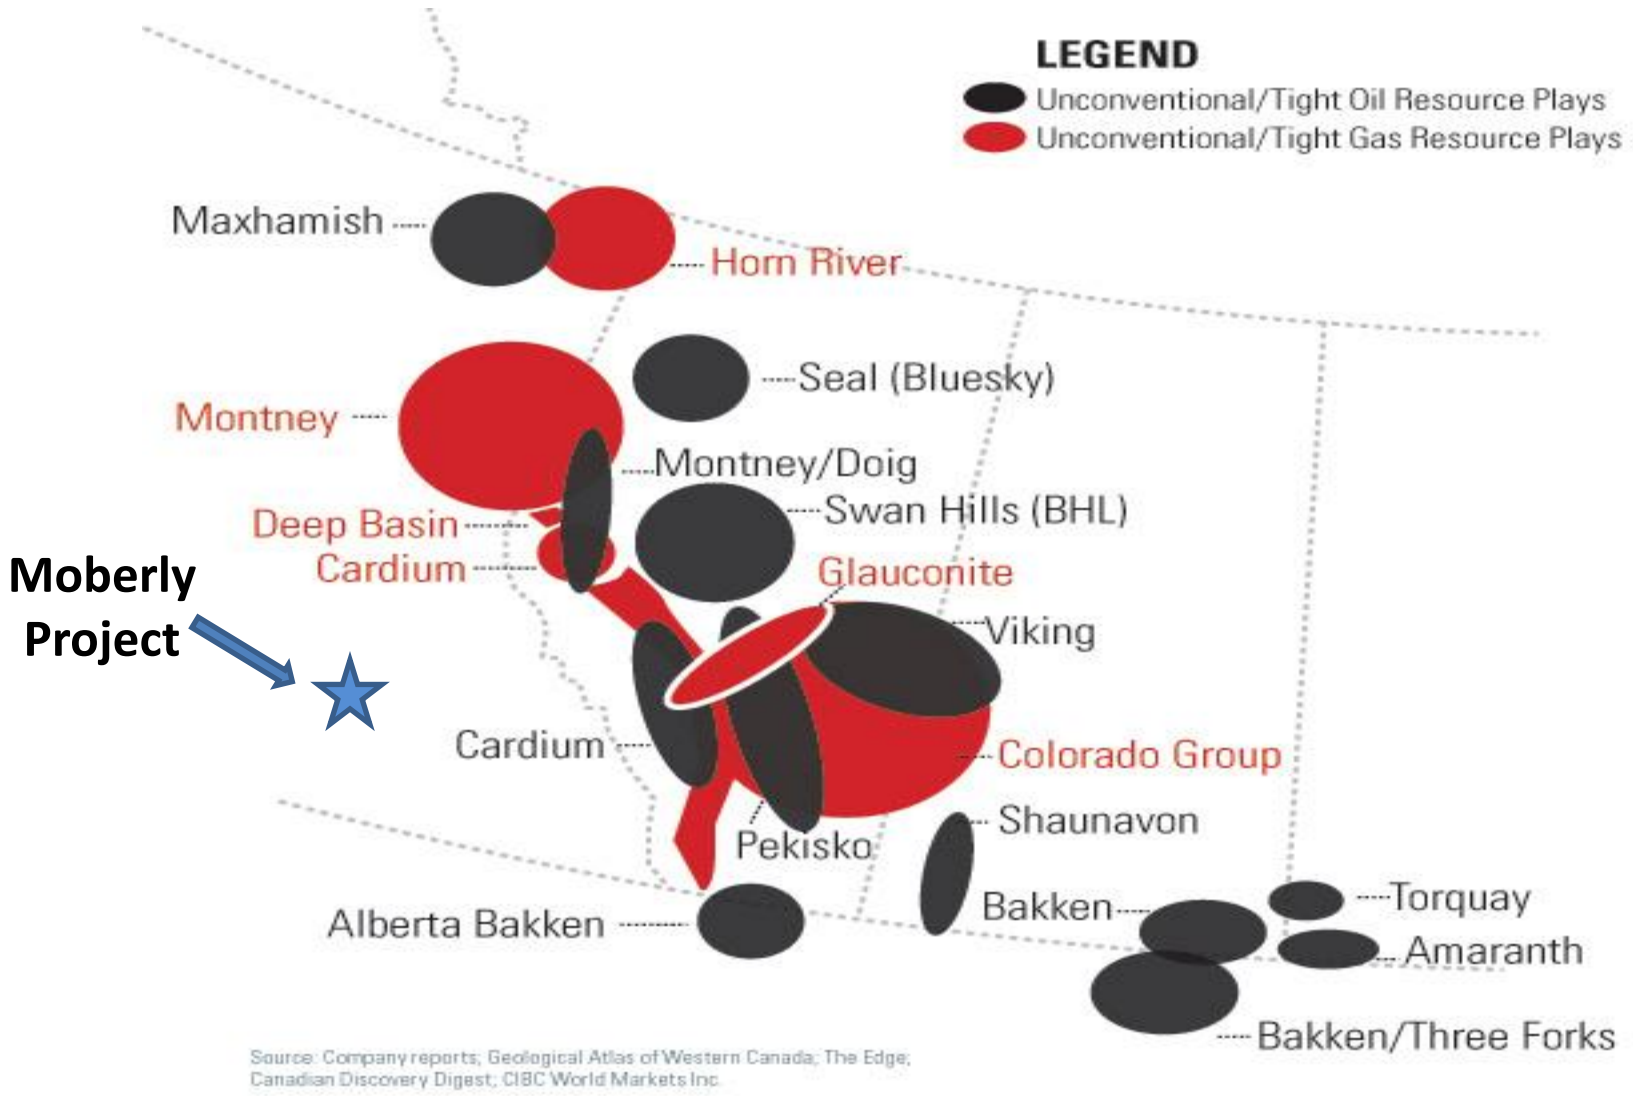 LEGEND
Unconventional/Tight Oil Resource Plays
Unconventional/Tight Gas Resource Plays
Maxhamish
Horn River
Seal (Bluesky)
Montney
Montney/Doig
Swan Hills (BHL)
Deep Basin
Cardium
Glauconite
Moberly
Project
Viking
Cardium
Colorado Group
Shaunavon
Pekisko
Bakken
Torquay
Alberta Bakken
Amaranth
Bakken/Three Forks
Source: Company reports; Geological Atlas of Western Canada; The Edge;
Canadian Discovery Digest; CIBC World Markets Inc.